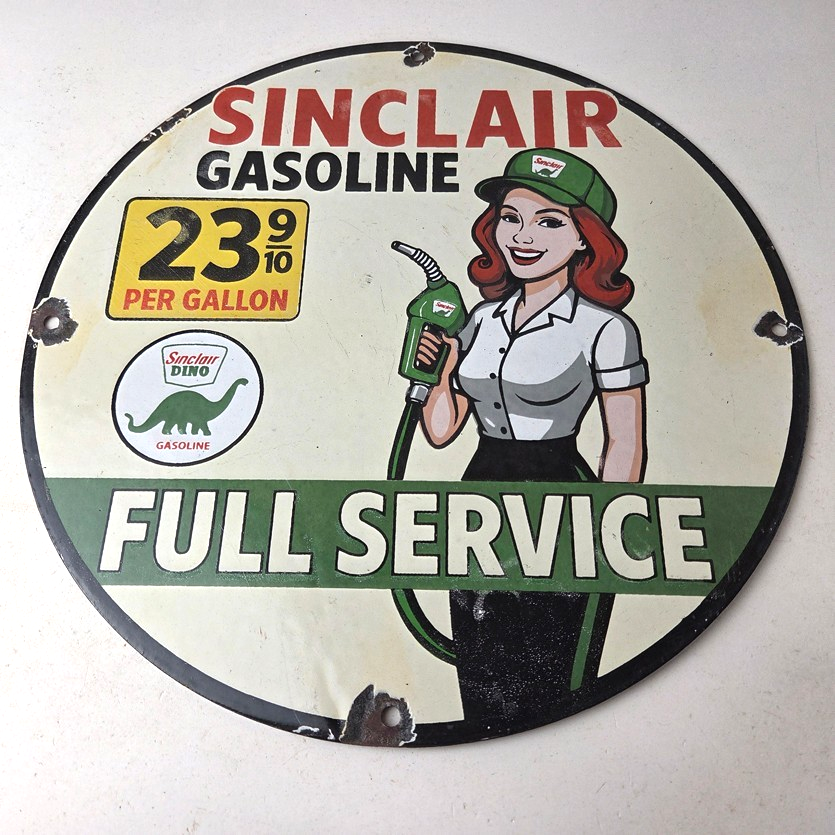 SINCLAIR
GASOLINE
Sinclair
23 9/10
PER GALLON
Sinclair
Sinclair
DINO
GASOLINE
FULL SERVICE